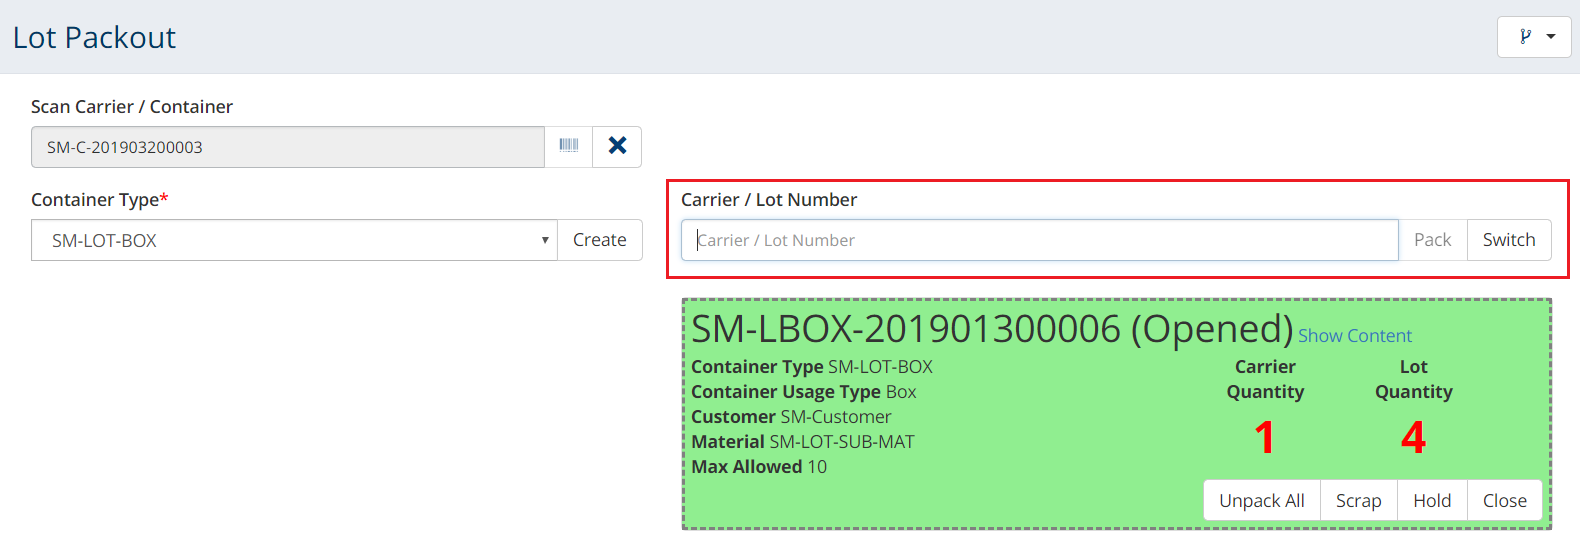 Lot Packout
Scan Carrier / Container
SM-C-201903200003
Container Type*
SM-LOT-BOX
Create
Carrier / Lot Number
Carrier / Lot Number
Pack
Switch
SM-LBOX-201901300006 (Opened) Show Content
Container Type SM-LOT-BOX
Container Usage Type Box
Customer SM-Customer
Material SM-LOT-SUB-MAT
Max Allowed 10
Carrier
Quantity
1
Lot
Quantity
4
Unpack All
Scrap
Hold
Close